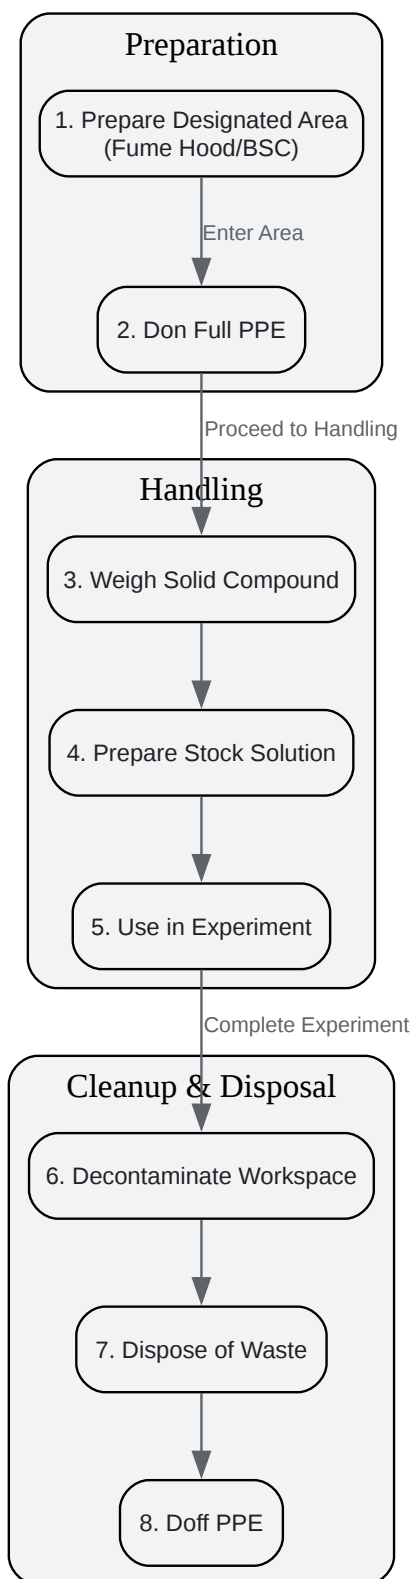 Preparation
1. Prepare Designated Area
(Fume Hood/BSC)
Enter Area
2. Don Full PPE
Proceed to Handling
Handling
3. Weigh Solid Compound
4. Prepare Stock Solution
5. Use in Experiment
Complete Experiment
Cleanup & Disposal
6. Decontaminate Workspace
7. Dispose of Waste
8. Doff PPE